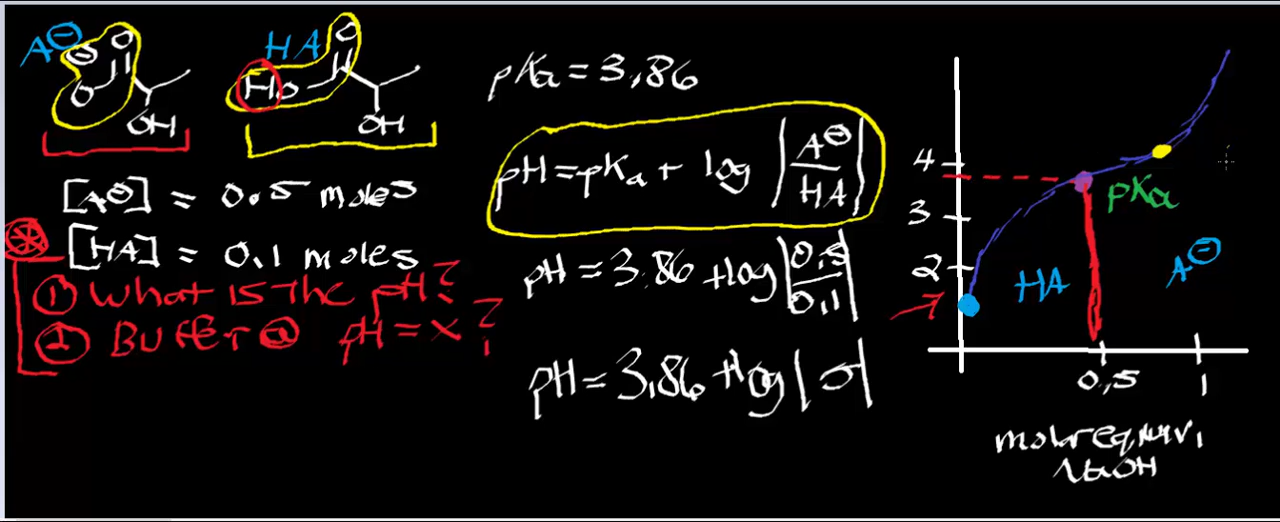 A⊖
⊖ O
O
OH
HA
O
HO
OH
[A⊖] = 0.5 moles
[HA] = 0.1 moles
① What is the pH?
② Buffer @ pH = x?
pKa = 3,86
pH = pKa + log |A⊖/HA|
pH = 3.86 + log |0,5/0,1|
pH = 3,86 + log |5|
4
3
2
pKa
HA
A⊖
0,5
1
molar equiv,
NaOH